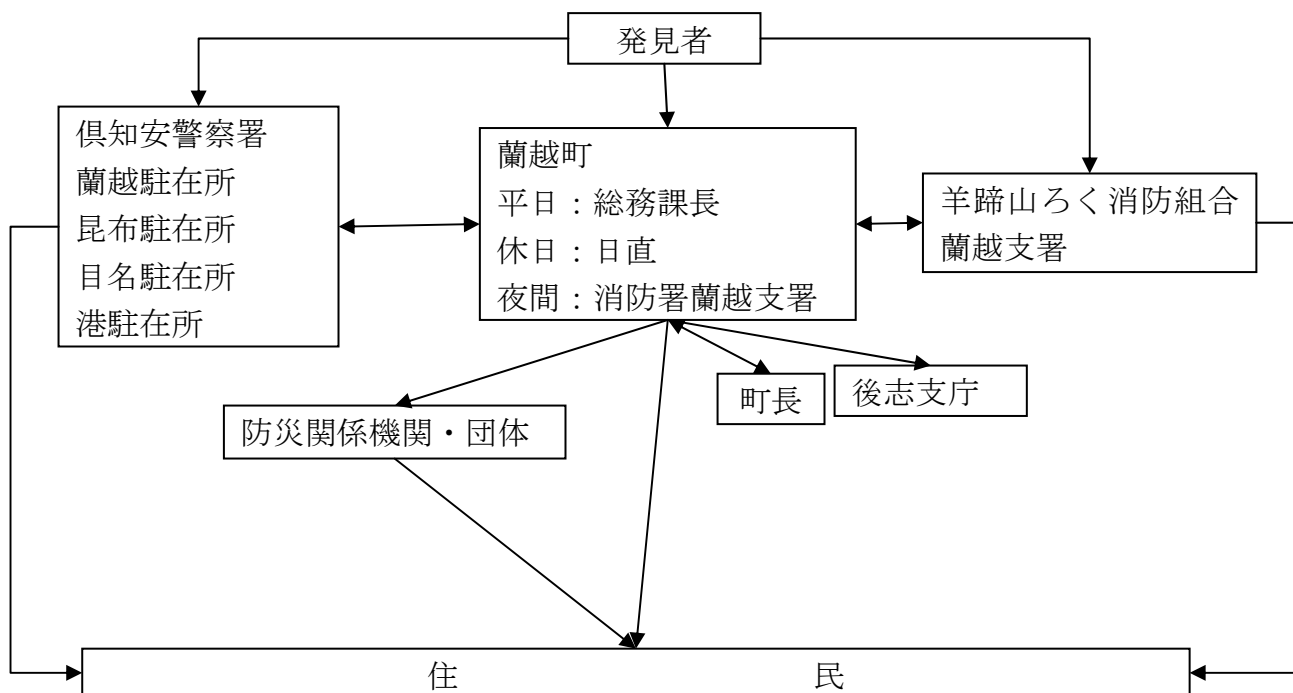 発見者
倶知安警察署
蘭越駐在所
昆布駐在所
目名駐在所
港駐在所
蘭越町
平日：総務課長
休日：日直
夜間：消防署蘭越支署
羊蹄山ろく消防組合
蘭越支署
防災関係機関・団体
町長
後志支庁
住　民